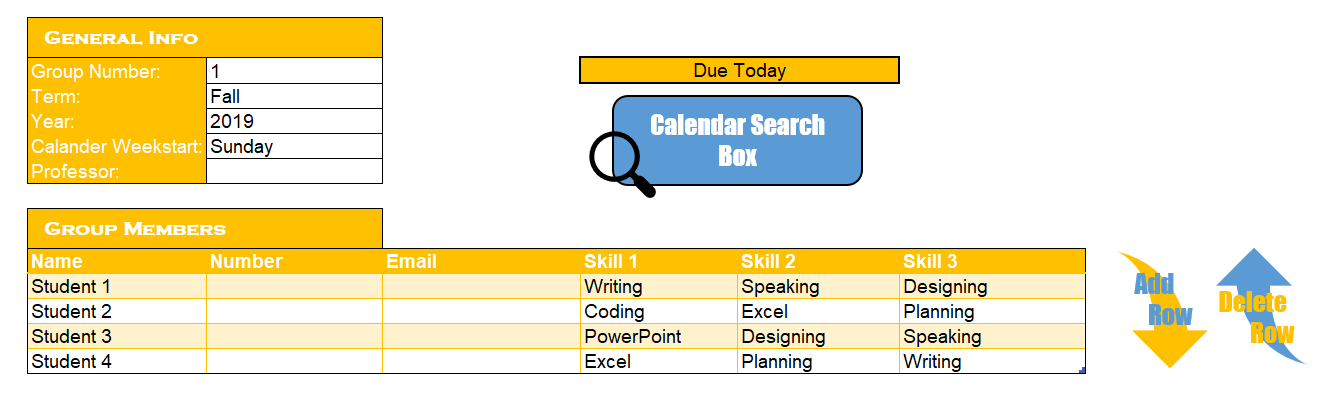 General Info
Group Number: 1
Term: Fall
Year: 2019
Calander Weekstart: Sunday
Professor:
Due Today
Calendar Search
Box
Group Members
Name Number Email Skill 1 Skill 2 Skill 3
Student 1 Writing Speaking Designing
Student 2 Coding Excel Planning
Student 3 PowerPoint Designing Speaking
Student 4 Excel Planning Writing
Add
Row
Delete
Row